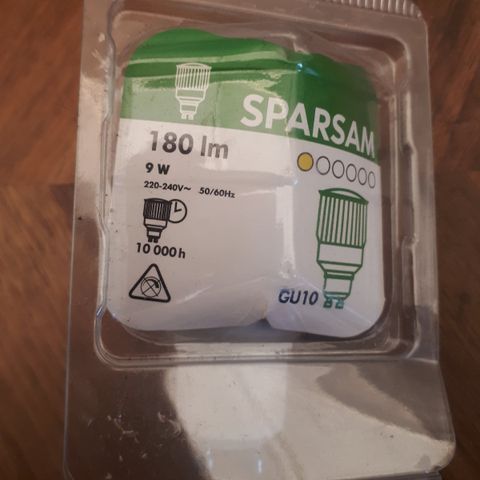 SPARSAM
180 lm
9 W
220-240V~ 50/60Hz
10 000 h
GU10